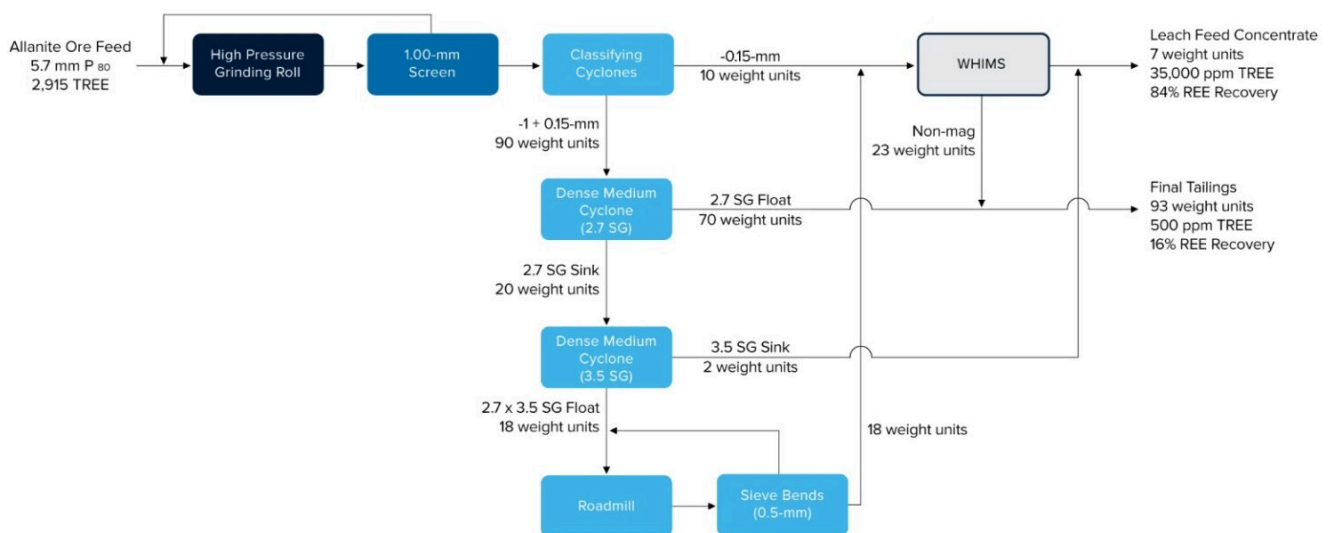 Allanite Ore Feed
5.7 mm P 80
2,915 TREE
High Pressure
Grinding Roll
1.00-mm
Screen
Classifying
Cyclones
-0.15-mm
10 weight units
WHIMS
Leach Feed Concentrate
7 weight units
35,000 ppm TREE
84% REE Recovery
-1 + 0.15-mm
90 weight units
Non-mag
23 weight units
Dense Medium
Cyclone
(2.7 SG)
2.7 SG Float
70 weight units
Final Tailings
93 weight units
500 ppm TREE
16% REE Recovery
2.7 SG Sink
20 weight units
Dense Medium
Cyclone
(3.5 SG)
3.5 SG Sink
2 weight units
2.7 x 3.5 SG Float
18 weight units
18 weight units
Roadmill
Sieve Bends
(0.5-mm)